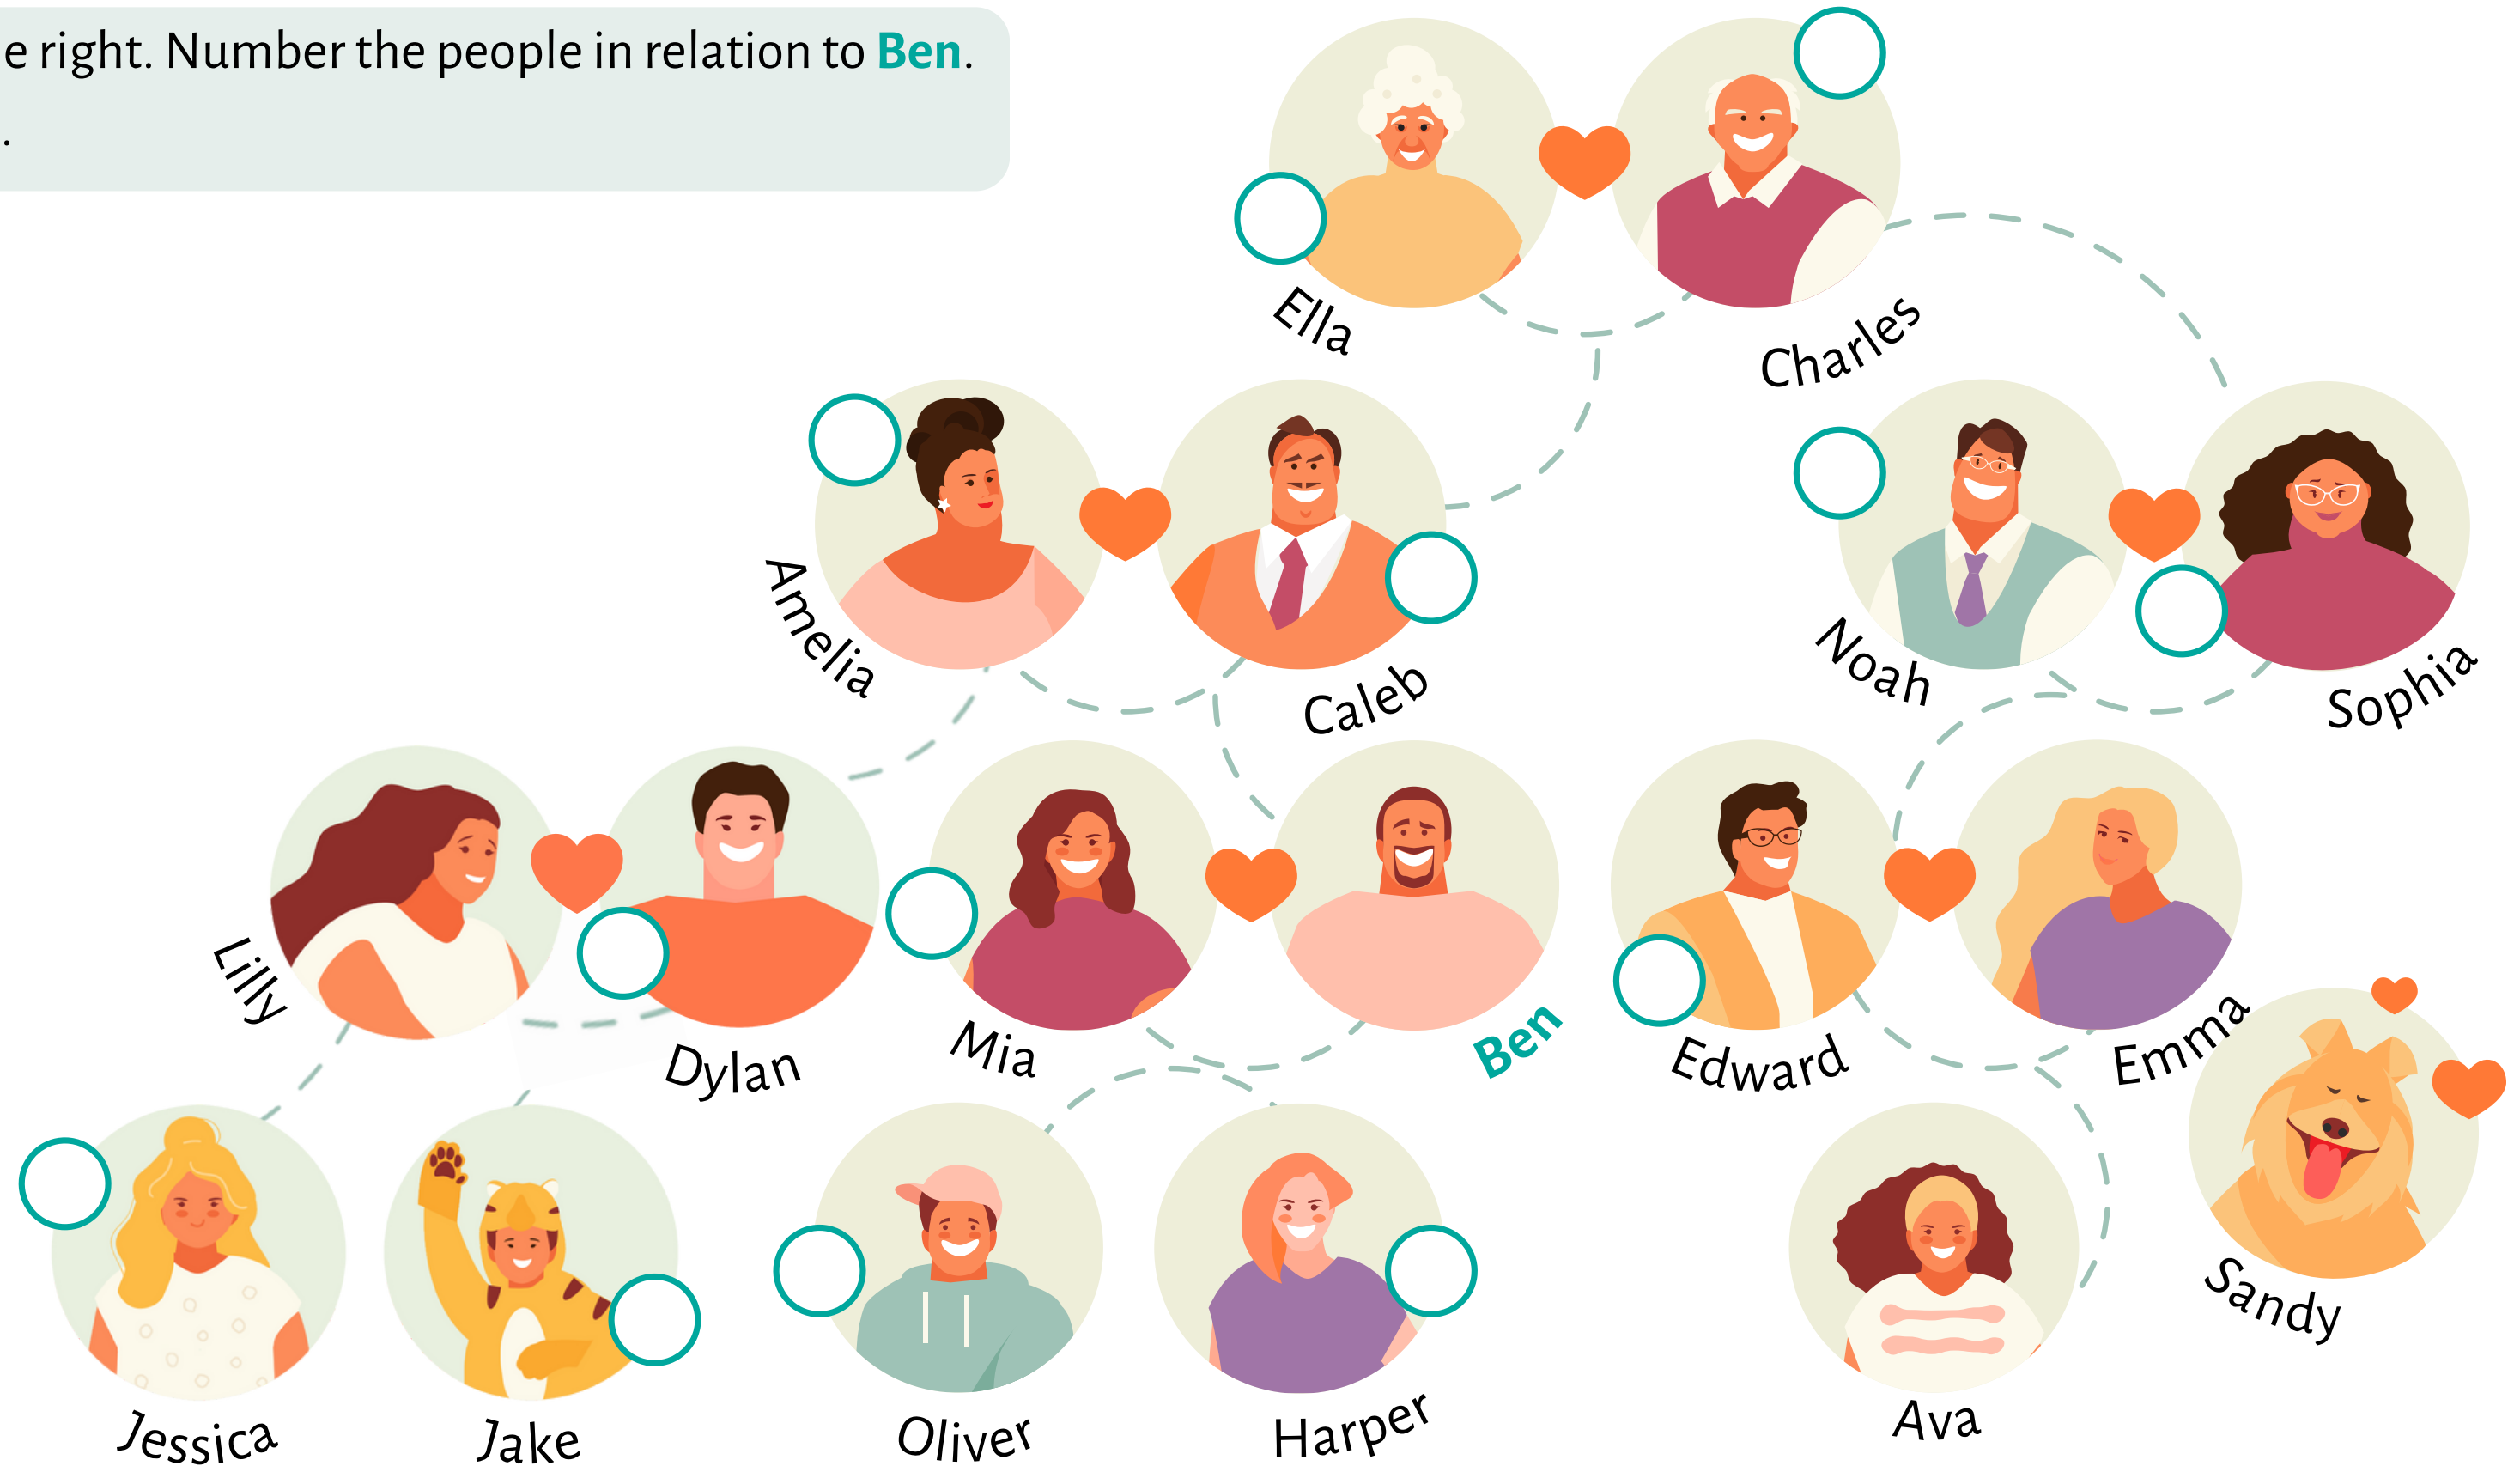 e right. Number the people in relation to Ben.
.
Ella
Charles
Amelia
Caleb
Noah
Sophia
Lilly
Dylan
Mia
Ben
Edward
Emma
Sandy
Jessica
Jake
Oliver
Harper
Ava